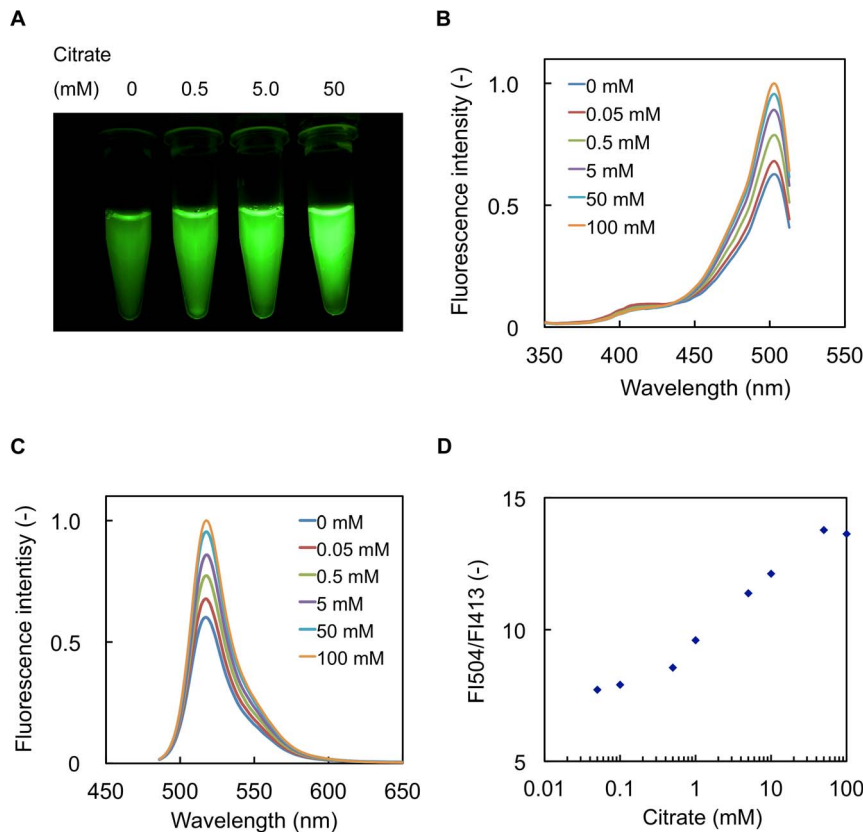 A
Citrate
(mM) 0 0.5 5.0 50
B
Fluorescence intensity (-)
1.0
0.5
0
0 mM
0.05 mM
0.5 mM
5 mM
50 mM
100 mM
350 400 450 500 550
Wavelength (nm)
C
Fluorescence intentisy (-)
1.0
0.5
0
0 mM
0.05 mM
0.5 mM
5 mM
50 mM
100 mM
450 500 550 600 650
Wavelength (nm)
D
FI504/FI413 (-)
15
10
5
0.01 0.1 1 10 100
Citrate (mM)